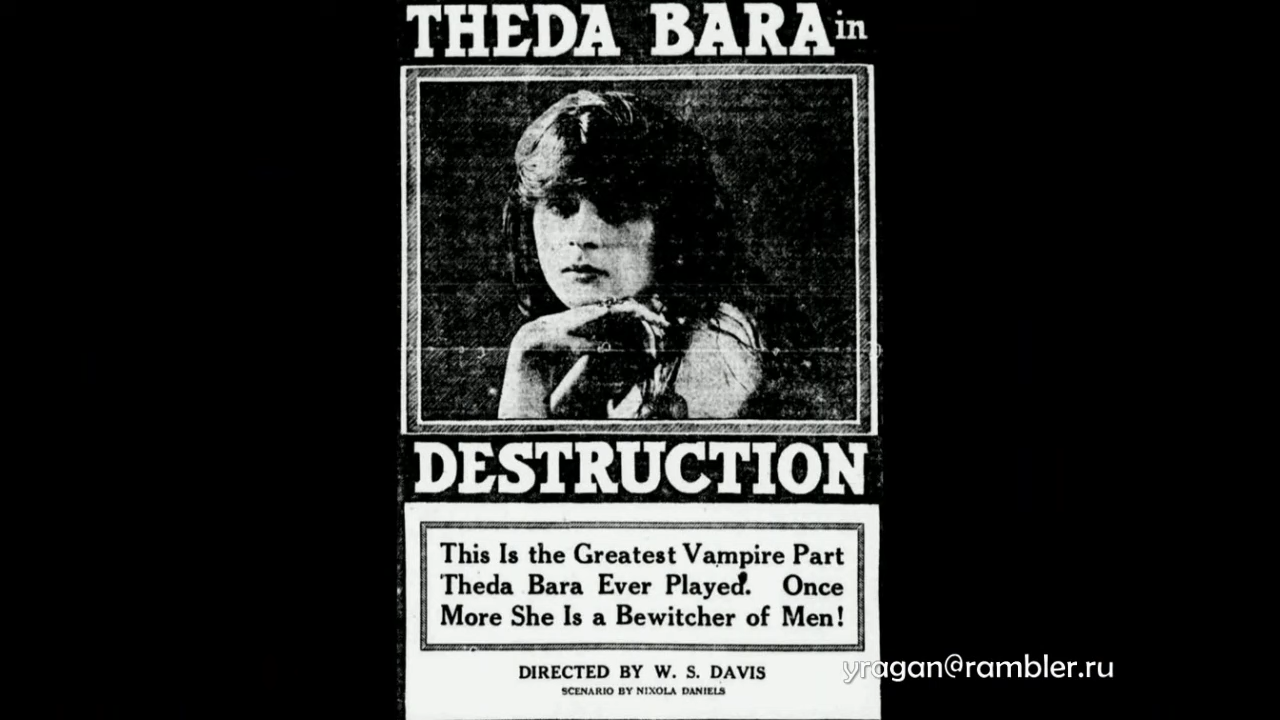 THEDA BARA in
DESTRUCTION
This Is the Greatest Vampire Part
Theda Bara Ever Played. Once
More She Is a Bewitcher of Men!
DIRECTED BY W. S. DAVIS
SCENARIO BY NIXOLA DANIELS
yragan@rambler.ru